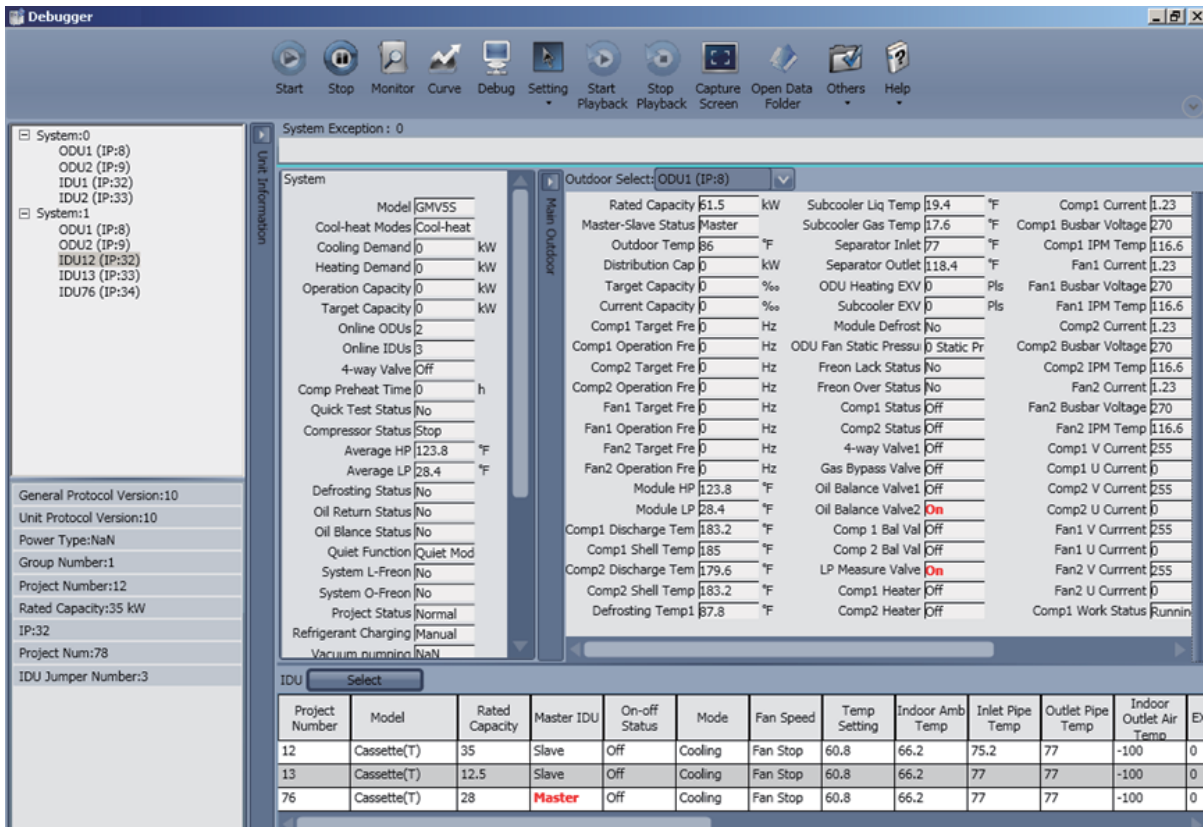 Debugger
Start Stop Monitor Curve Debug Setting Start Playback Stop Playback Capture Screen Open Data Folder Others Help
System:0
ODU1 (IP:8)
ODU2 (IP:9)
IDU1 (IP:32)
IDU2 (IP:33)
System:1
ODU1 (IP:8)
ODU2 (IP:9)
IDU12 (IP:32)
IDU13 (IP:33)
IDU76 (IP:34)
General Protocol Version:10
Unit Protocol Version:10
Power Type:NaN
Group Number:1
Project Number:12
Rated Capacity:35 kW
IP:32
Project Num:78
IDU Jumper Number:3
Unit Information
System Exception : 0
System
Model GMV5S
Cool-heat Modes Cool-heat
Cooling Demand 0 kW
Heating Demand 0 kW
Operation Capacity 0 kW
Target Capacity 0 kW
Online ODUs 2
Online IDUs 3
4-way Valve Off
Comp Preheat Time 0 h
Quick Test Status No
Compressor Status Stop
Average HP 123.8 °F
Average LP 28.4 °F
Defrosting Status No
Oil Return Status No
Oil Blance Status No
Quiet Function Quiet Mod
System L-Freon No
System O-Freon No
Project Status Normal
Refrigerant Charging Manual
Vacuum pumping NaN
Main Outdoor
Outdoor Select: ODU1 (IP:8)
Rated Capacity 61.5 kW
Master-Slave Status Master
Outdoor Temp 86 °F
Distribution Cap 0 kW
Target Capacity 0 ‰
Current Capacity 0 ‰
Comp1 Target Fre 0 Hz
Comp1 Operation Fre 0 Hz
Comp2 Target Fre 0 Hz
Comp2 Operation Fre 0 Hz
Fan1 Target Fre 0 Hz
Fan1 Operation Fre 0 Hz
Fan2 Target Fre 0 Hz
Fan2 Operation Fre 0 Hz
Module HP 123.8 °F
Module LP 28.4 °F
Comp1 Discharge Tem 183.2 °F
Comp1 Shell Temp 185 °F
Comp2 Discharge Tem 179.6 °F
Comp2 Shell Temp 183.2 °F
Defrosting Temp1 87.8 °F
Subcooler Liq Temp 19.4 °F
Subcooler Gas Temp 17.6 °F
Separator Inlet 77 °F
Separator Outlet 118.4 °F
ODU Heating EXV 0 Pls
Subcooler EXV 0 Pls
Module Defrost No
ODU Fan Static Pressu 0 Static Pr
Freon Lack Status No
Freon Over Status No
Comp1 Status Off
Comp2 Status Off
4-way Valve1 Off
Gas Bypass Valve Off
Oil Balance Valve1 Off
Oil Balance Valve2 On
Comp 1 Bal Val Off
Comp 2 Bal Val Off
LP Measure Valve On
Comp1 Heater Off
Comp2 Heater Off
Comp1 Current 1.23
Comp1 Busbar Voltage 270
Comp1 IPM Temp 116.6
Fan1 Current 1.23
Fan1 Busbar Voltage 270
Fan1 IPM Temp 116.6
Comp2 Current 1.23
Comp2 Busbar Voltage 270
Comp2 IPM Temp 116.6
Fan2 Current 1.23
Fan2 Busbar Voltage 270
Fan2 IPM Temp 116.6
Comp1 V Current 255
Comp1 U Current 0
Comp2 V Current 255
Comp2 U Current 0
Fan1 V Currrent 255
Fan1 U Currrent 0
Fan2 V Currrent 255
Fan2 U Currrent 0
Comp1 Work Status Runnin
IDU Select
Project Number Model Rated Capacity Master IDU On-off Status Mode Fan Speed Temp Setting Indoor Amb Temp Inlet Pipe Temp Outlet Pipe Temp Indoor Outlet Air Temp EX
12 Cassette(T) 35 Slave Off Cooling Fan Stop 60.8 66.2 75.2 77 -100 0
13 Cassette(T) 12.5 Slave Off Cooling Fan Stop 60.8 66.2 77 77 -100 0
76 Cassette(T) 28 Master Off Cooling Fan Stop 60.8 66.2 77 77 -100 0